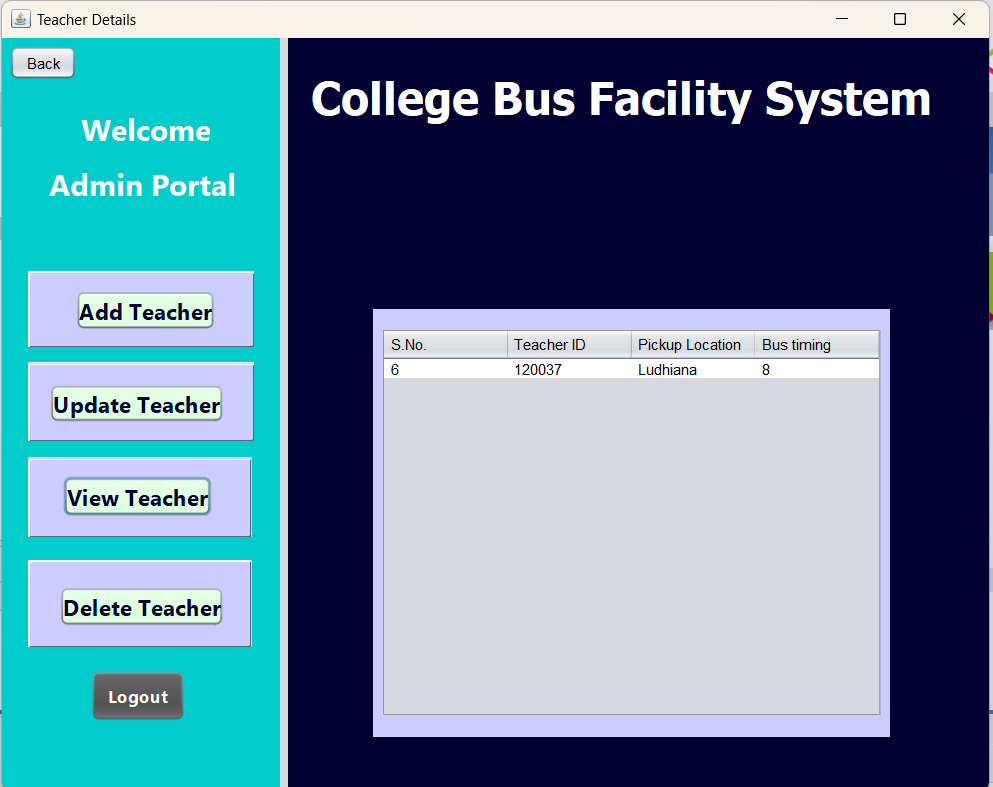 Teacher Details
Back
Welcome
Admin Portal
Add Teacher
Update Teacher
View Teacher
Delete Teacher
Logout
College Bus Facility System
S.No. Teacher ID Pickup Location Bus timing
6 120037 Ludhiana 8